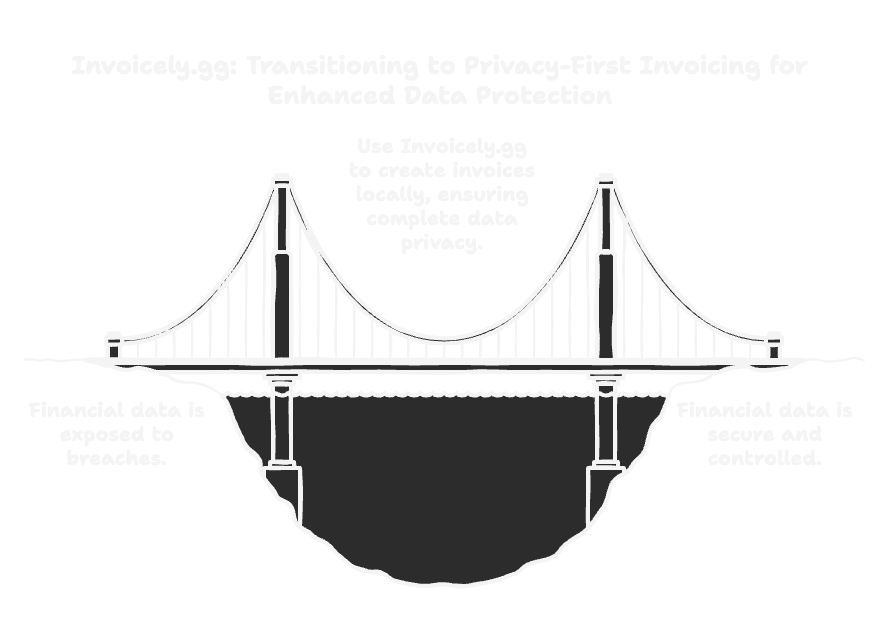 Invoicely.gg: Transitioning to Privacy-First Invoicing for
Enhanced Data Protection
Use Invoicely.gg
to create invoices
locally, ensuring
complete data
privacy.
Financial data is
exposed to
breaches.
Financial data is
secure and
controlled.